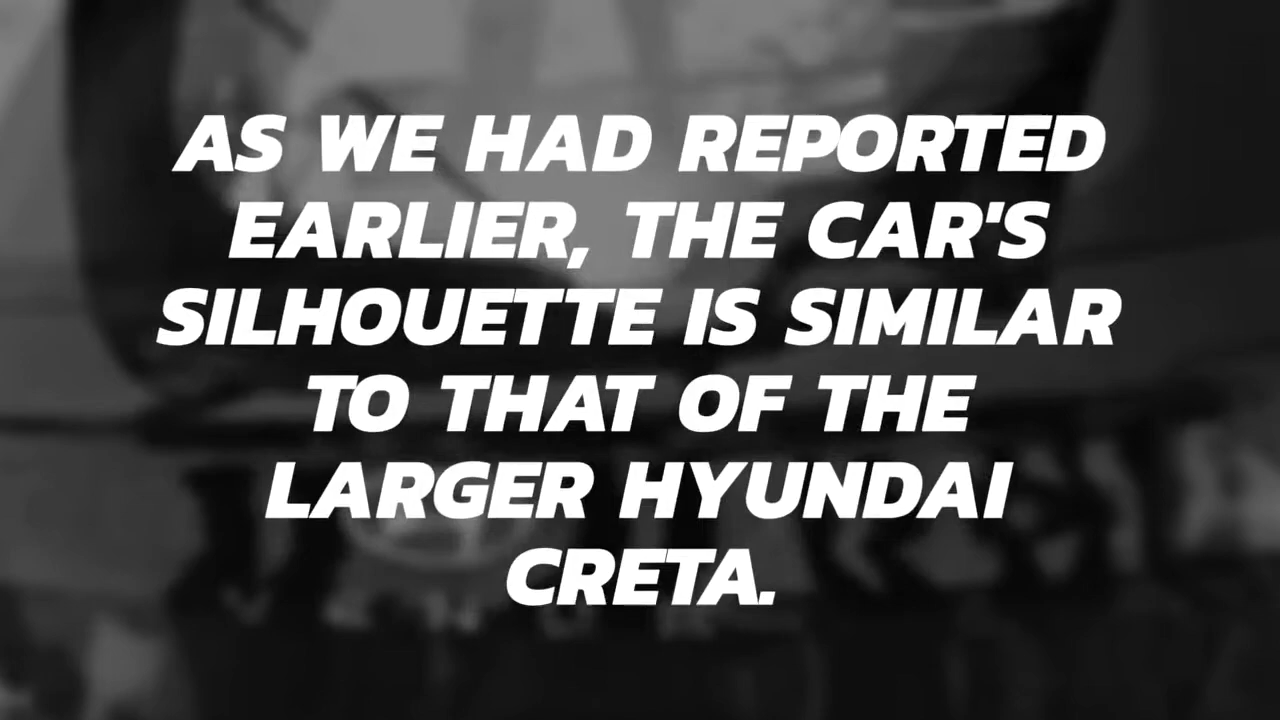 AS WE HAD REPORTED
EARLIER, THE CAR'S
SILHOUETTE IS SIMILAR
TO THAT OF THE
LARGER HYUNDAI
CRETA.